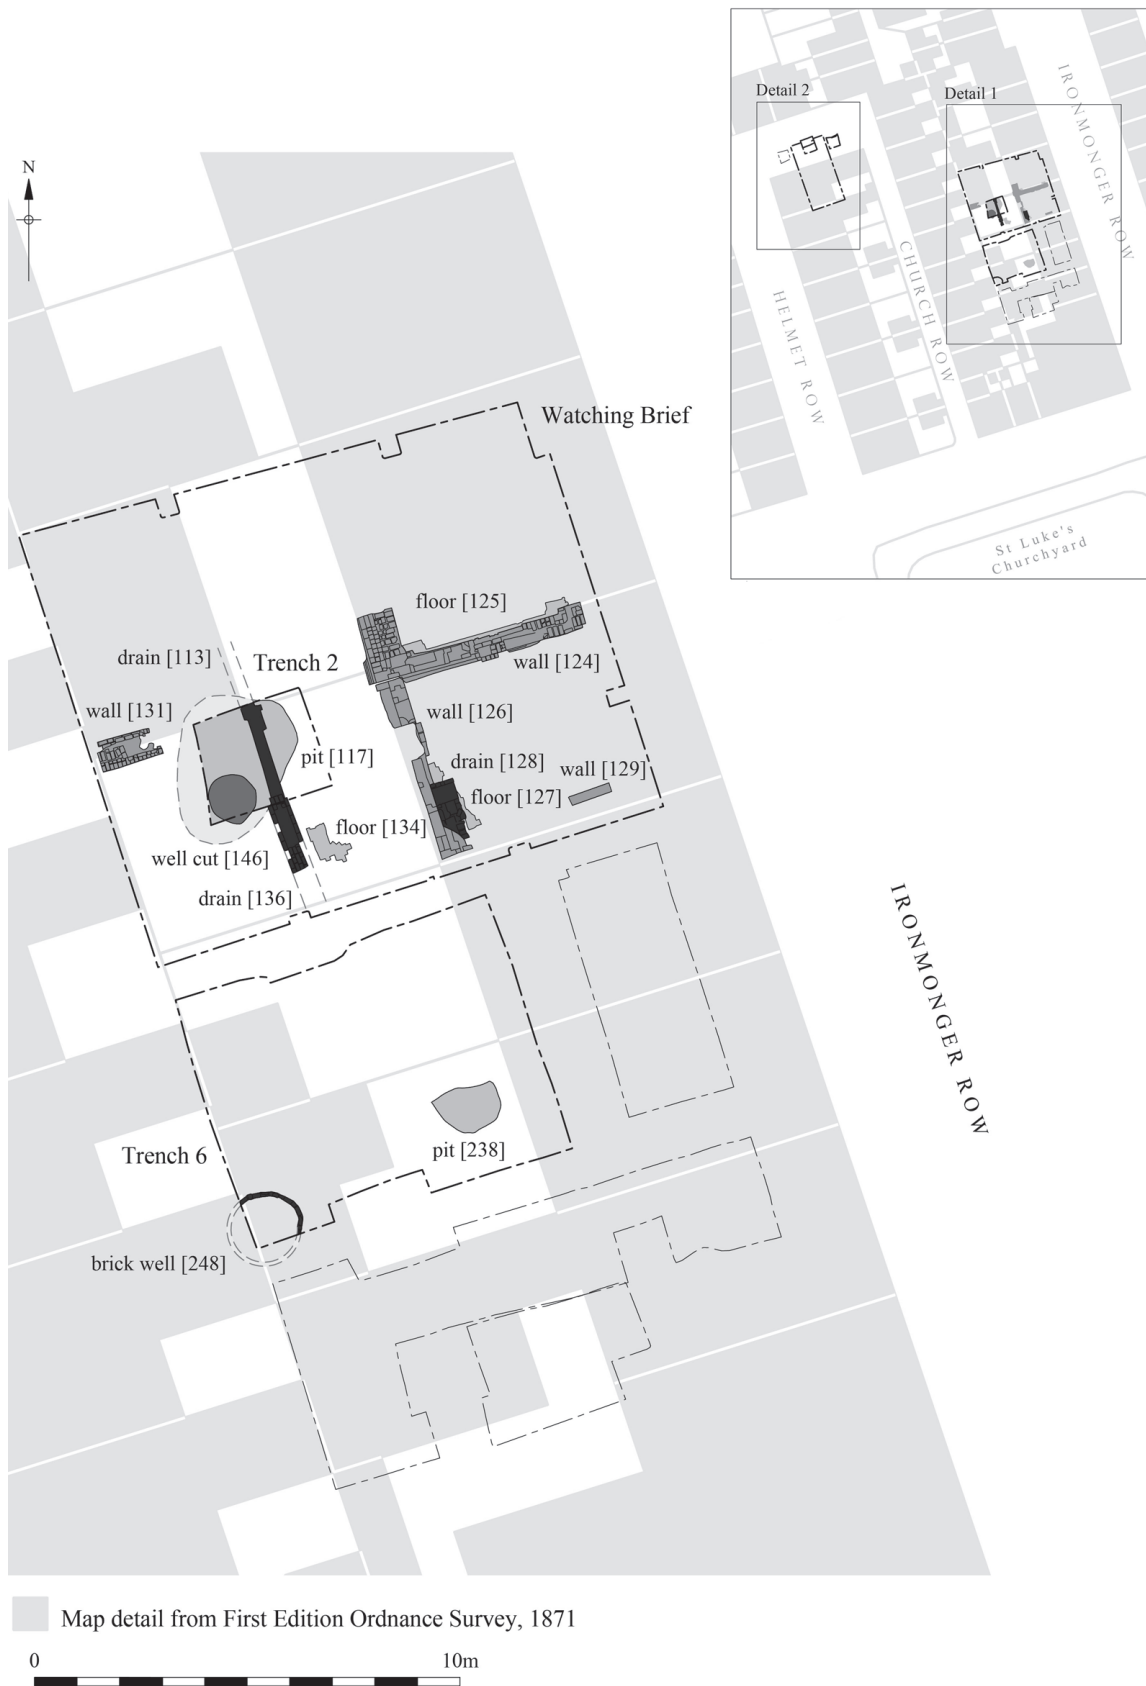 Detail 2
Detail 1
IRONMONGER ROW
CHURCH ROW
HELMET ROW
St Luke's
Churchyard
N
Watching Brief
floor [125]
wall [124]
drain [113]
Trench 2
wall [131]
wall [126]
pit [117]
drain [128]
wall [129]
floor [127]
floor [134]
well cut [146]
drain [136]
IRONMONGER ROW
Trench 6
pit [238]
brick well [248]
Map detail from First Edition Ordnance Survey, 1871
0 10m